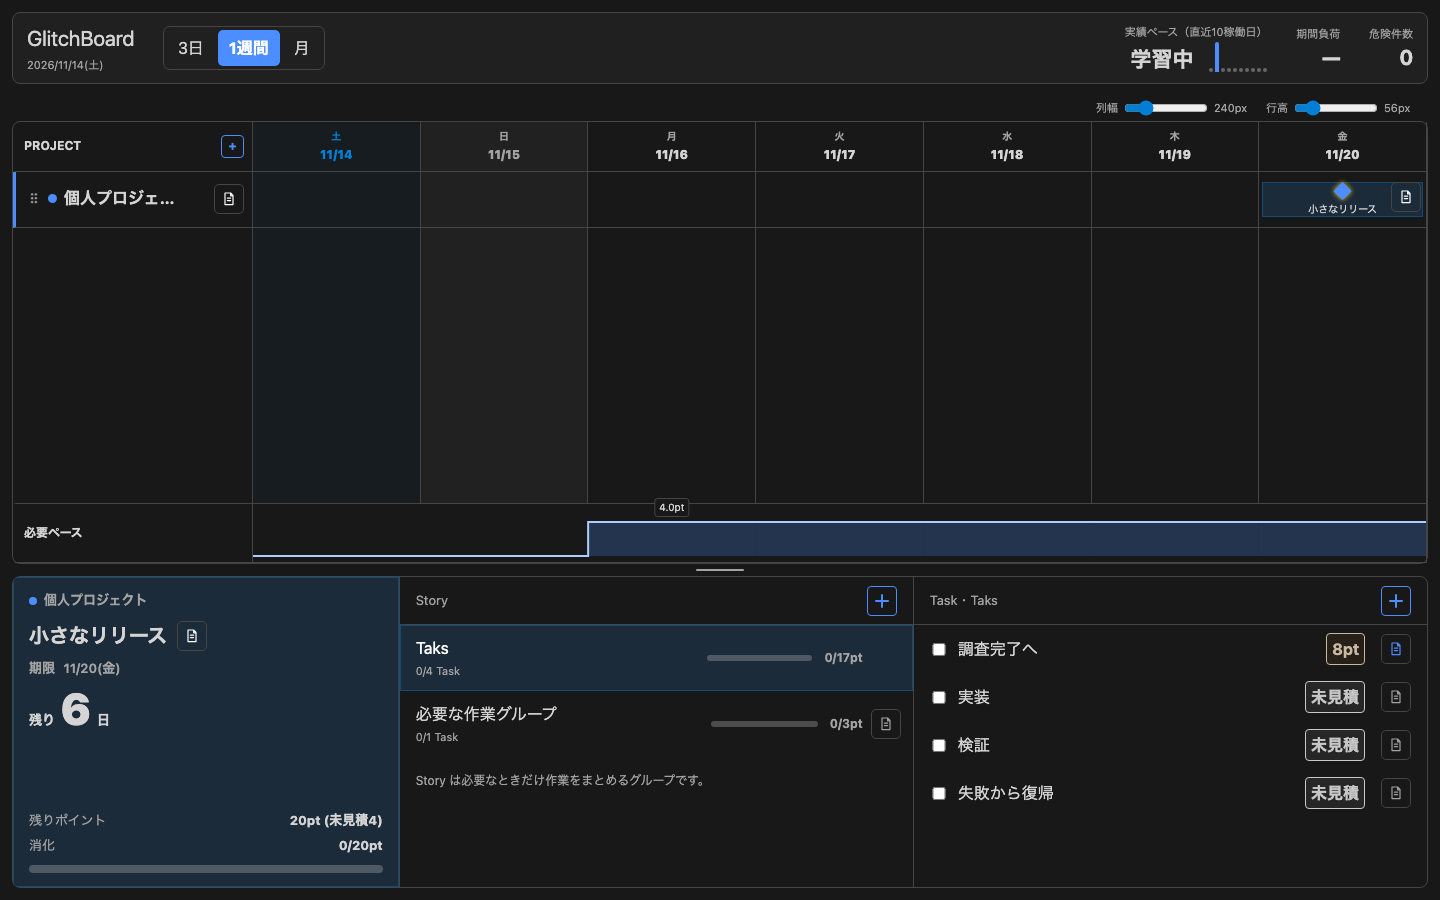 GlitchBoard
2026/11/14(土)
3日 1週間 月
実績ペース（直近10稼働日）
学習中
期間負荷
—
危険件数
0
列幅 240px 行高 56px
PROJECT +
土
11/14
日
11/15
月
11/16
火
11/17
水
11/18
木
11/19
金
11/20
個人プロジェ...
小さなリリース
必要ペース
4.0pt
個人プロジェクト
小さなリリース
期限 11/20(金)
残り 6 日
残りポイント 20pt (未見積4)
消化 0/20pt
Story +
Taks
0/4 Task
0/17pt
必要な作業グループ
0/1 Task
0/3pt
Story は必要なときだけ作業をまとめるグループです。
Task・Taks +
調査完了へ 8pt
実装 未見積
検証 未見積
失敗から復帰 未見積